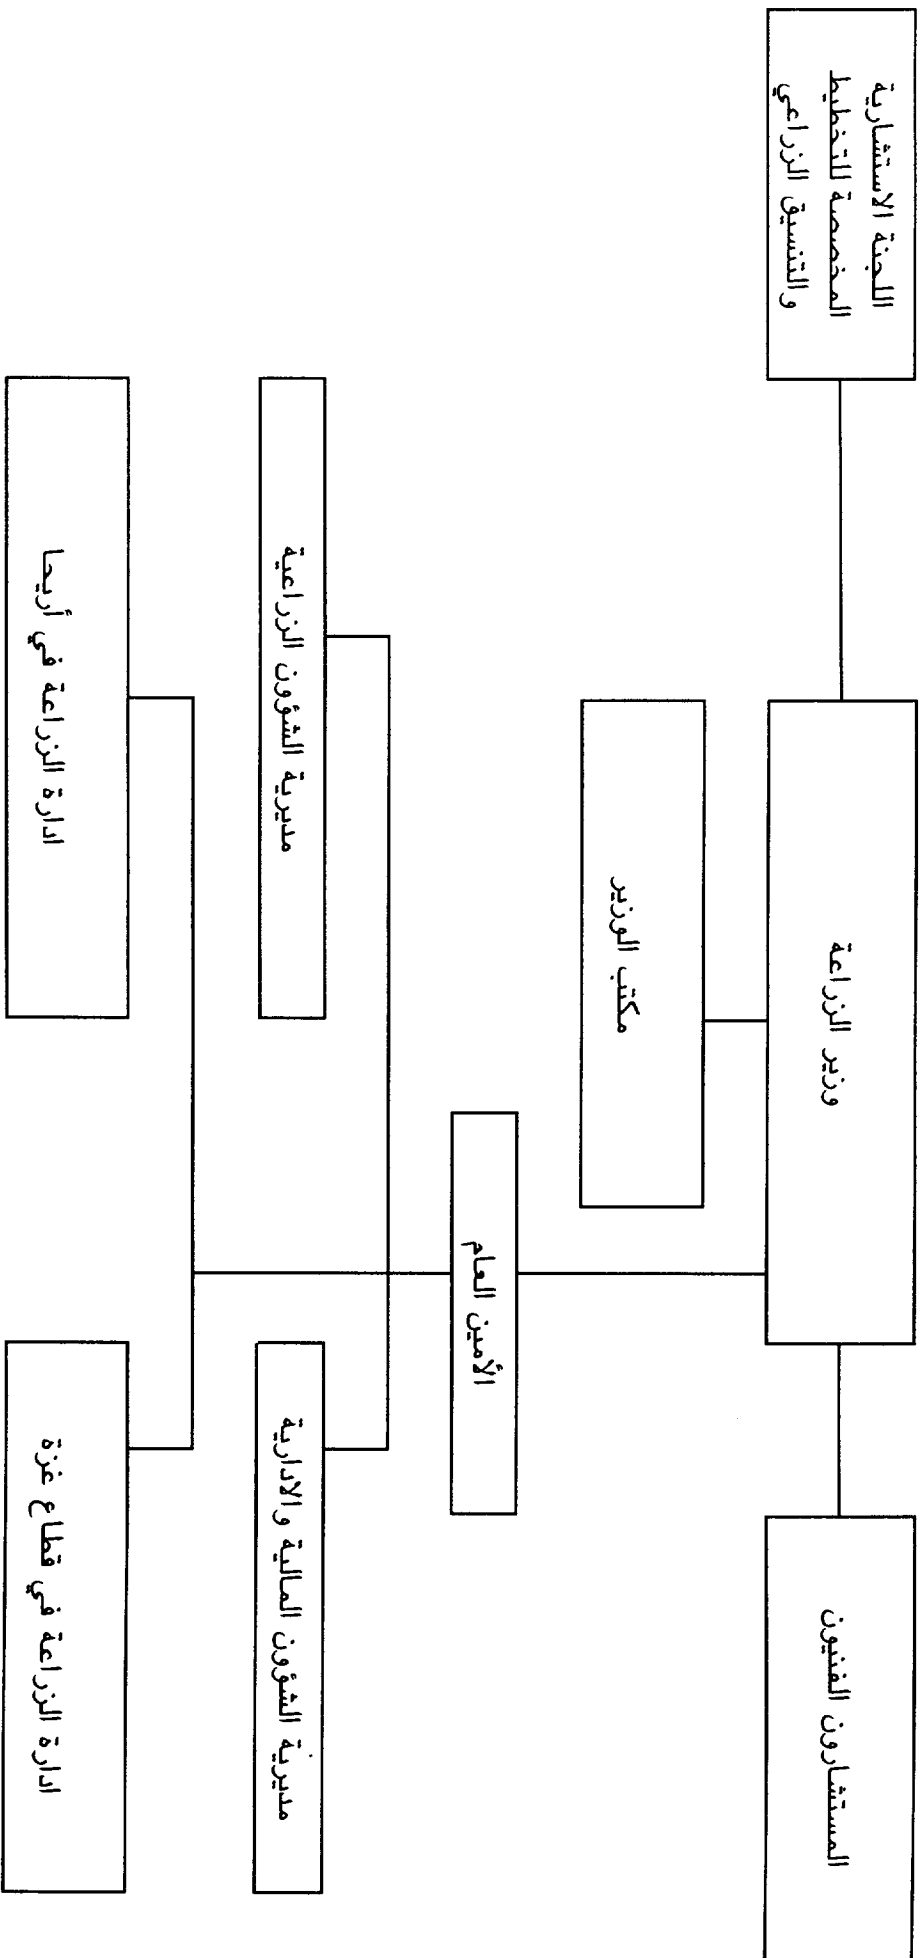 المستشارون الفنيون
وزير الزراعة
اللجنة الاستشارية
المخصصة للتخطيط
والتنسيق الزراعي
مكتب الوزير
الأمين العام
مديرية الشؤون المالية والادارية
مديرية الشؤون الزراعية
ادارة الزراعة في قطاع غزة
ادارة الزراعة في أريحا